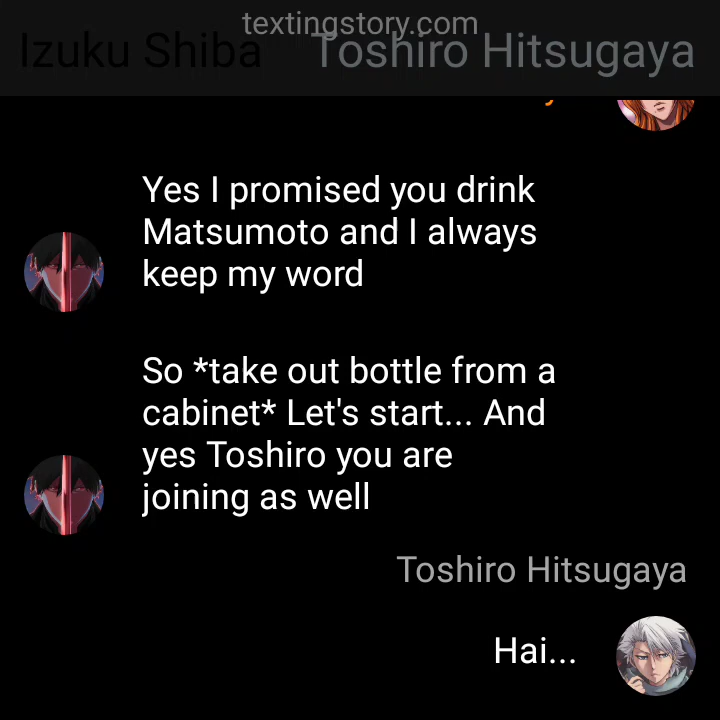 textingstory.com
Izuku Shiba Toshiro Hitsugaya
Yes I promised you drink
Matsumoto and I always
keep my word
So *take out bottle from a
cabinet* Let's start... And
yes Toshiro you are
joining as well
Toshiro Hitsugaya
Hai...